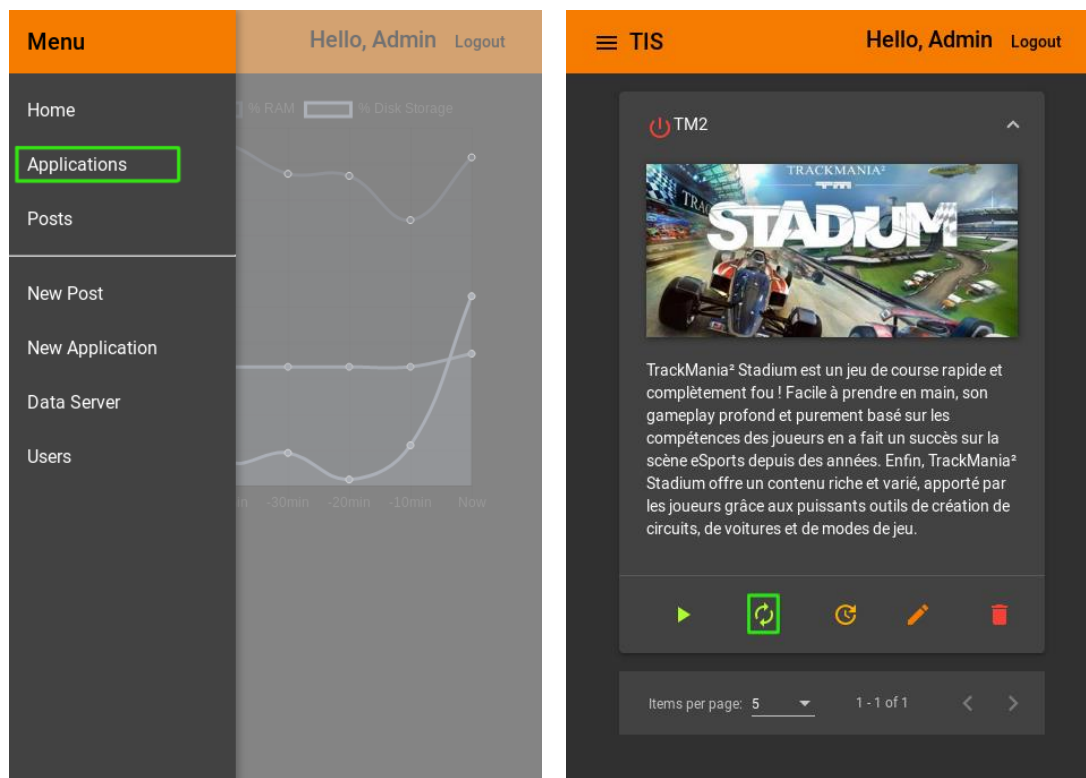 Menu
Hello, Admin Logout
Home
% RAM % Disk Storage
Applications
Posts
New Post
New Application
Data Server
Users
-30min -20min -10min Now
TIS
Hello, Admin Logout
TM2
TRACKMANIA²
STADIUM
TrackMania² Stadium est un jeu de course rapide et
complètement fou ! Facile à prendre en main, son
gameplay profond et purement basé sur les
compétences des joueurs en a fait un succès sur la
scène eSports depuis des années. Enfin, TrackMania²
Stadium offre un contenu riche et varié, apporté par
les joueurs grâce aux puissants outils de création de
circuits, de voitures et de modes de jeu.
Items per page: 5 1 - 1 of 1